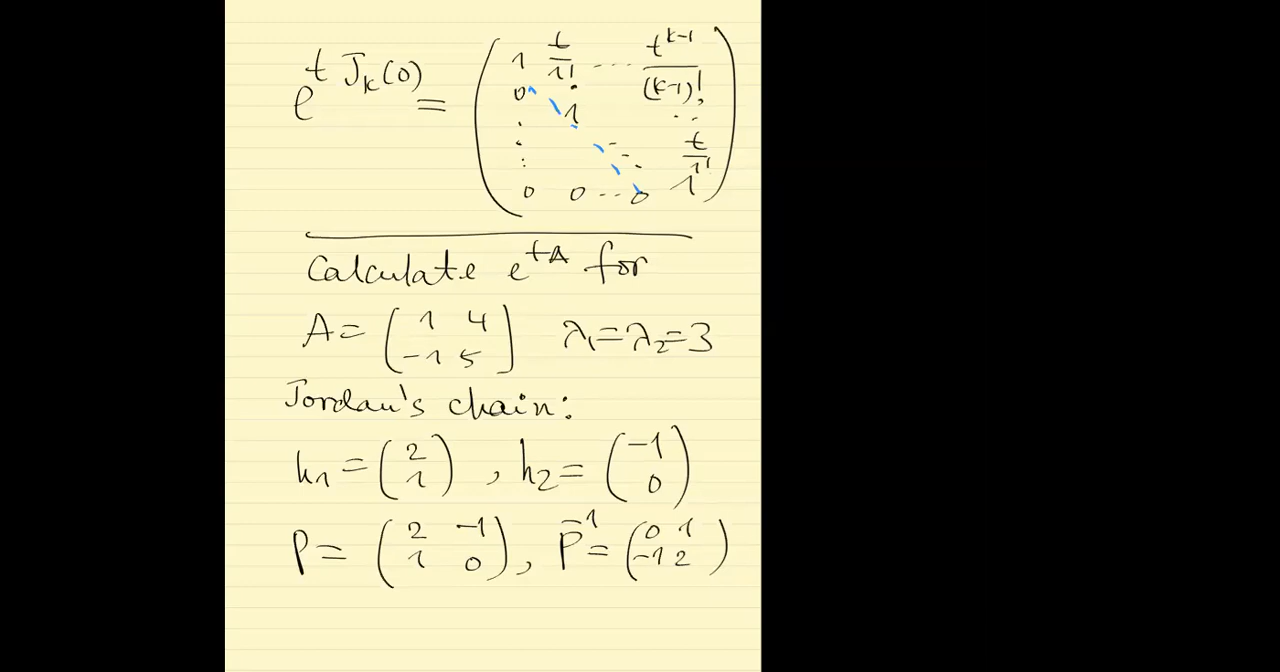 e^{t J_k(0)} = ( 1 t/1! ... t^{k-1}/(k-1)!
0 1 ...
⋮ ... t/1!
0 0 ... 0 1 )
Calculate e^{tA} for
A = ( 1 4 ; -1 5 ) λ₁=λ₂=3
Jordan's chain:
h₁ = ( 2 ; 1 ) , h₂ = ( -1 ; 0 )
P = ( 2 -1 ; 1 0 ) , P^{-1} = ( 0 1 ; -1 2 )